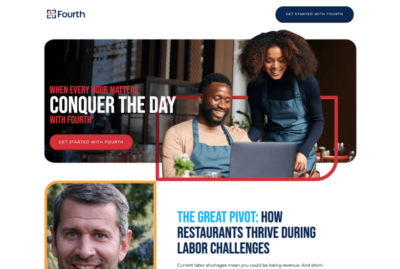 Fourth.
GET STARTED WITH FOURTH
WHEN EVERY HOUR MATTERS
CONQUER THE DAY
WITH FOURTH
GET STARTED WITH FOURTH
THE GREAT PIVOT: HOW
RESTAURANTS THRIVE DURING
LABOR CHALLENGES
Current labor shortages mean you could be losing revenue. And short-